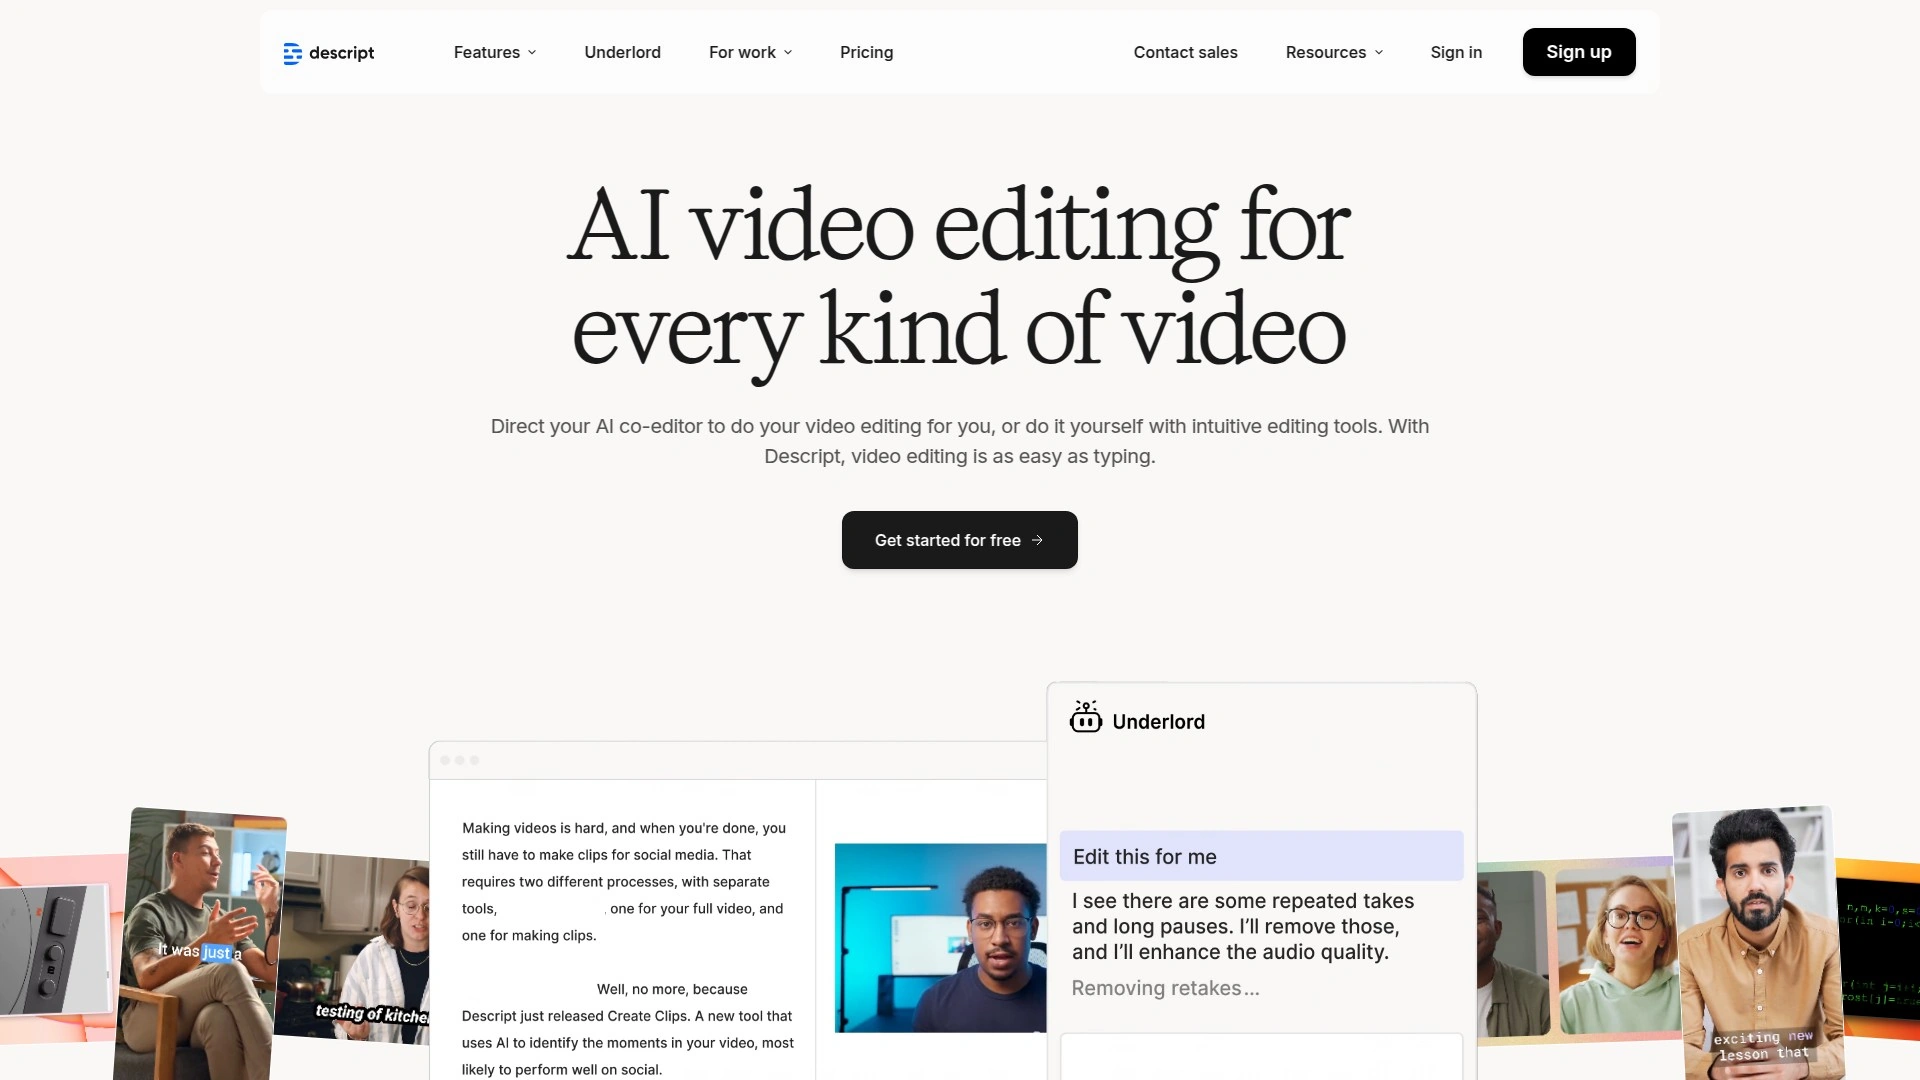 descript
Features
Underlord
For work
Pricing
Contact sales
Resources
Sign in
Sign up
AI video editing for
every kind of video
Direct your AI co-editor to do your video editing for you, or do it yourself with intuitive editing tools. With
Descript, video editing is as easy as typing.
Get started for free →
Underlord
Edit this for me
I see there are some repeated takes
and long pauses. I’ll remove those,
and I’ll enhance the audio quality.
Removing retakes...
Making videos is hard, and when you're done, you
still have to make clips for social media. That
requires two different processes, with separate
tools, one for your full video, and
one for making clips.
Well, no more, because
Descript just released Create Clips. A new tool that
uses AI to identify the moments in your video, most
likely to perform well on social.
It was just a
testing of
exciting new
lesson that